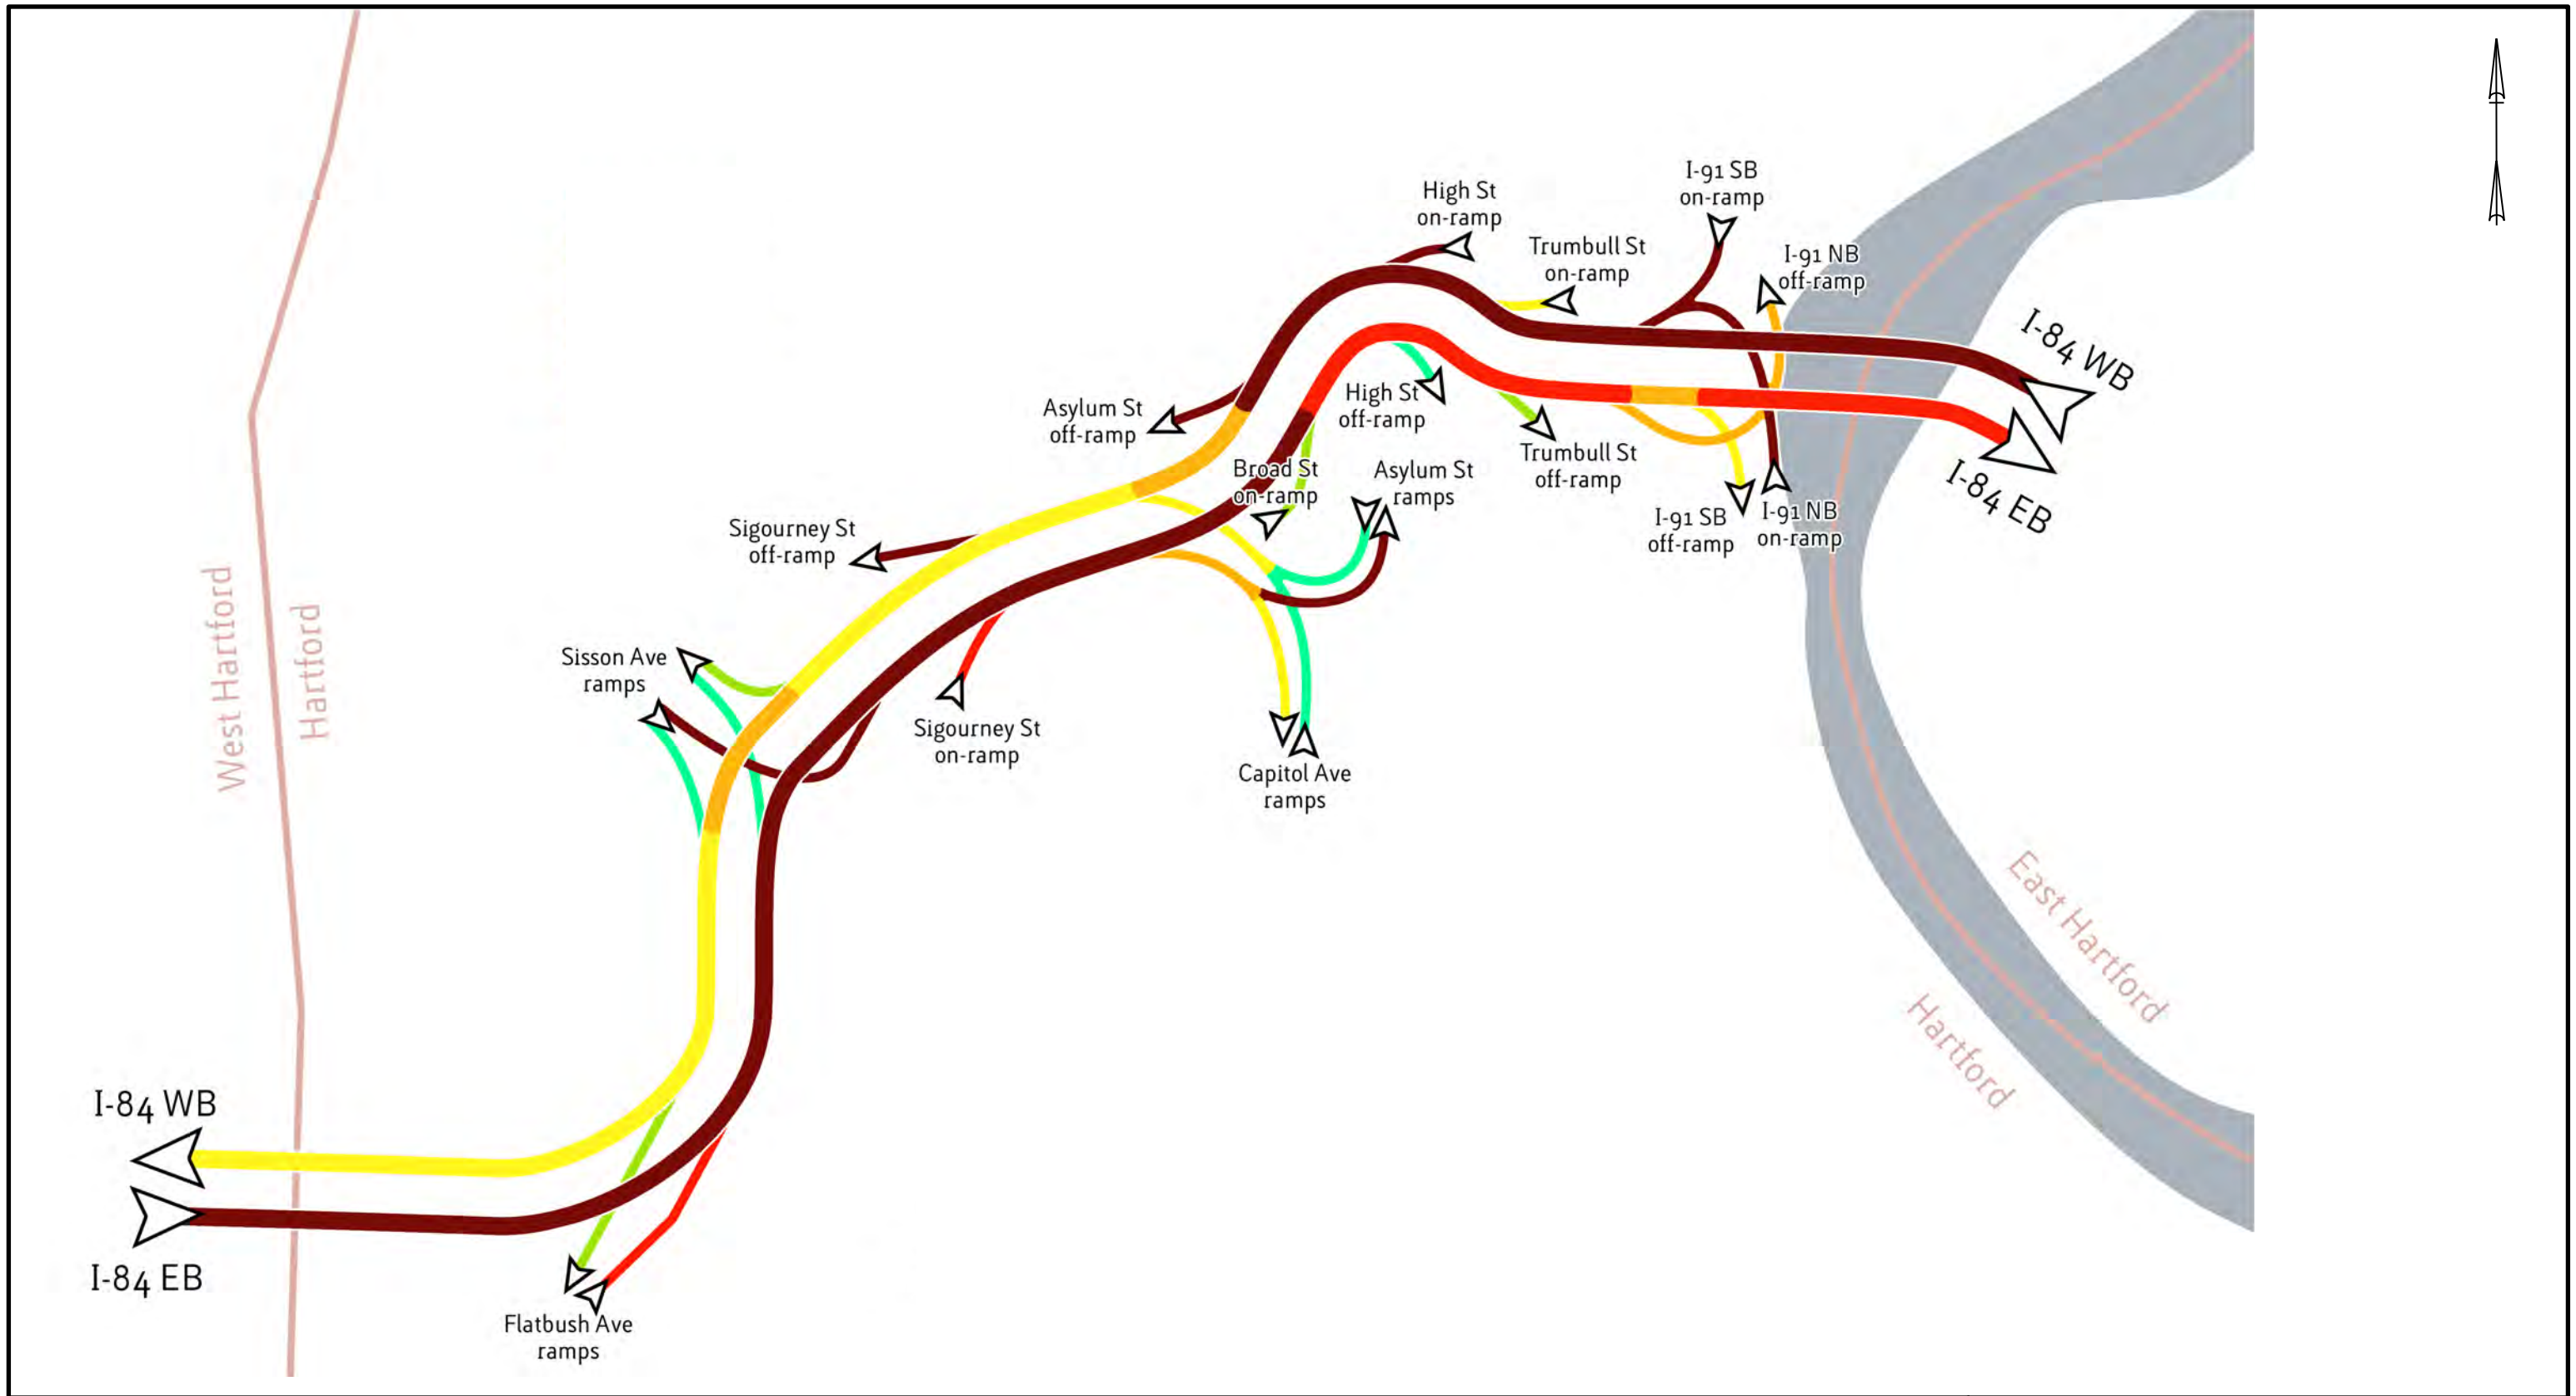 I-91 SB
on-ramp
High St
on-ramp
Trumbull St
on-ramp
I-91 NB
off-ramp
I-84 WB
I-84 EB
High St
off-ramp
Asylum St
off-ramp
Trumbull St
off-ramp
Broad St
on-ramp
Asylum St
ramps
I-91 SB
off-ramp
I-91 NB
on-ramp
Sigourney St
off-ramp
West Hartford
Hartford
Sisson Ave
ramps
Sigourney St
on-ramp
Capitol Ave
ramps
East Hartford
Hartford
I-84 WB
I-84 EB
Flatbush Ave
ramps